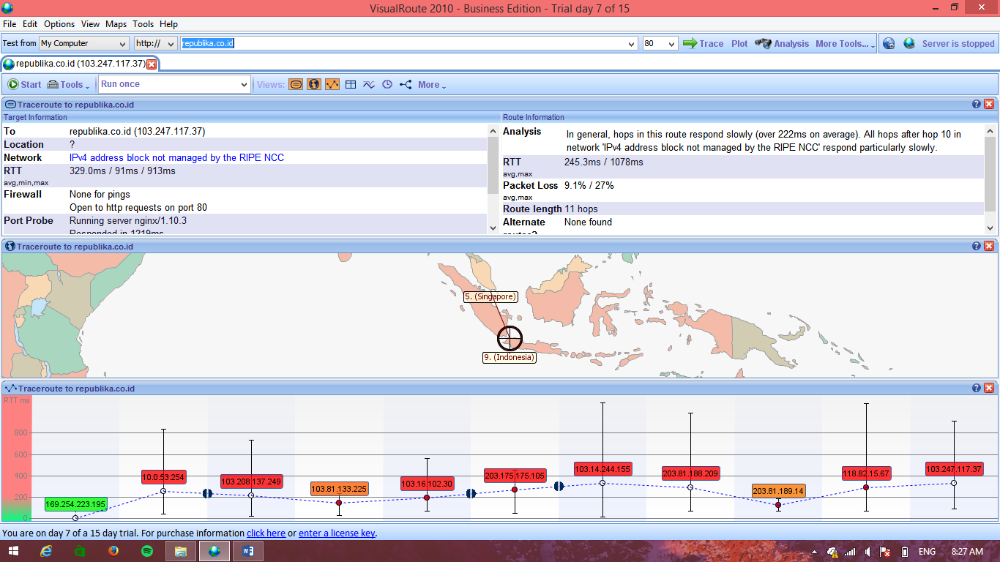 VisualRoute 2010 - Business Edition - Trial day 7 of 15
File Edit Options View Maps Tools Help
Test from My Computer http:// republika.co.id 80 Trace Plot Analysis More Tools... Server is stopped
republika.co.id (103.247.117.37)
Start Tools Run once Views: More
Traceroute to republika.co.id
Target Information
To republika.co.id (103.247.117.37)
Location ?
Network IPv4 address block not managed by the RIPE NCC
RTT 329.0ms / 91ms / 913ms
avg,min,max
Firewall None for pings
Open to http requests on port 80
Port Probe Running server nginx/1.10.3
Responded in 1219ms
Route Information
Analysis In general, hops in this route respond slowly (over 222ms on average). All hops after hop 10 in
network 'IPv4 address block not managed by the RIPE NCC' respond particularly slowly.
RTT 245.3ms / 1078ms
avg,max
Packet Loss 9.1% / 27%
avg,max
Route length 11 hops
Alternate None found
routes?
Traceroute to republika.co.id
5. (Singapore)
9. (Indonesia)
Traceroute to republika.co.id
RTT ms
800
600
400
200
0
169.254.223.195
10.0.53.254
103.208.137.249
103.81.133.225
103.16.102.30
203.175.175.105
103.14.244.155
203.81.188.209
203.81.189.14
118.82.15.67
103.247.117.37
You are on day 7 of a 15 day trial. For purchase information click here or enter a license key.
ENG 8:27 AM